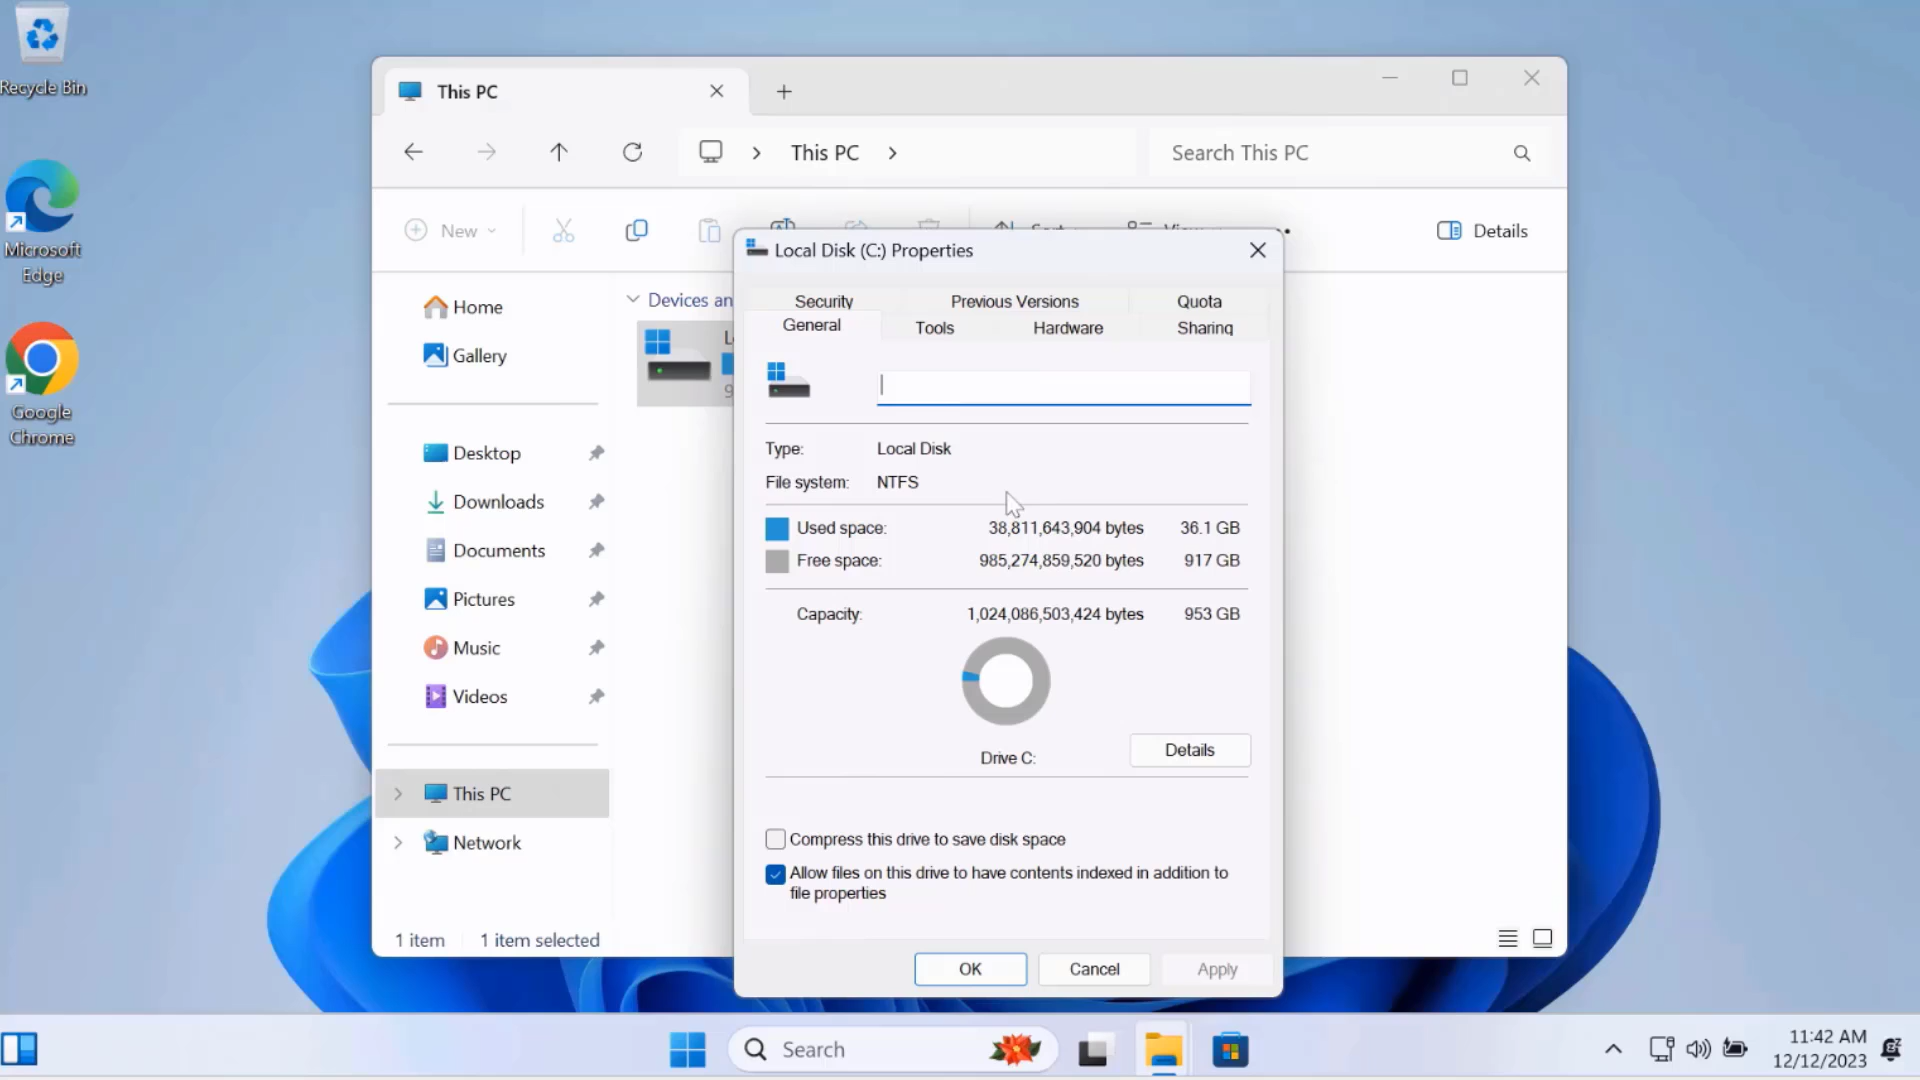 Recycle Bin
Microsoft
Edge
Google
Chrome
This PC
This PC
Search This PC
New
Details
Home
Gallery
Desktop
Downloads
Documents
Pictures
Music
Videos
This PC
Network
1 item 1 item selected
Devices an
Local Disk (C:) Properties
Security Previous Versions Quota
General Tools Hardware Sharing
Type: Local Disk
File system: NTFS
Used space: 38,811,643,904 bytes 36.1 GB
Free space: 985,274,859,520 bytes 917 GB
Capacity: 1,024,086,503,424 bytes 953 GB
Drive C:
Details
Compress this drive to save disk space
Allow files on this drive to have contents indexed in addition to
file properties
OK Cancel Apply
Search
11:42 AM
12/12/2023